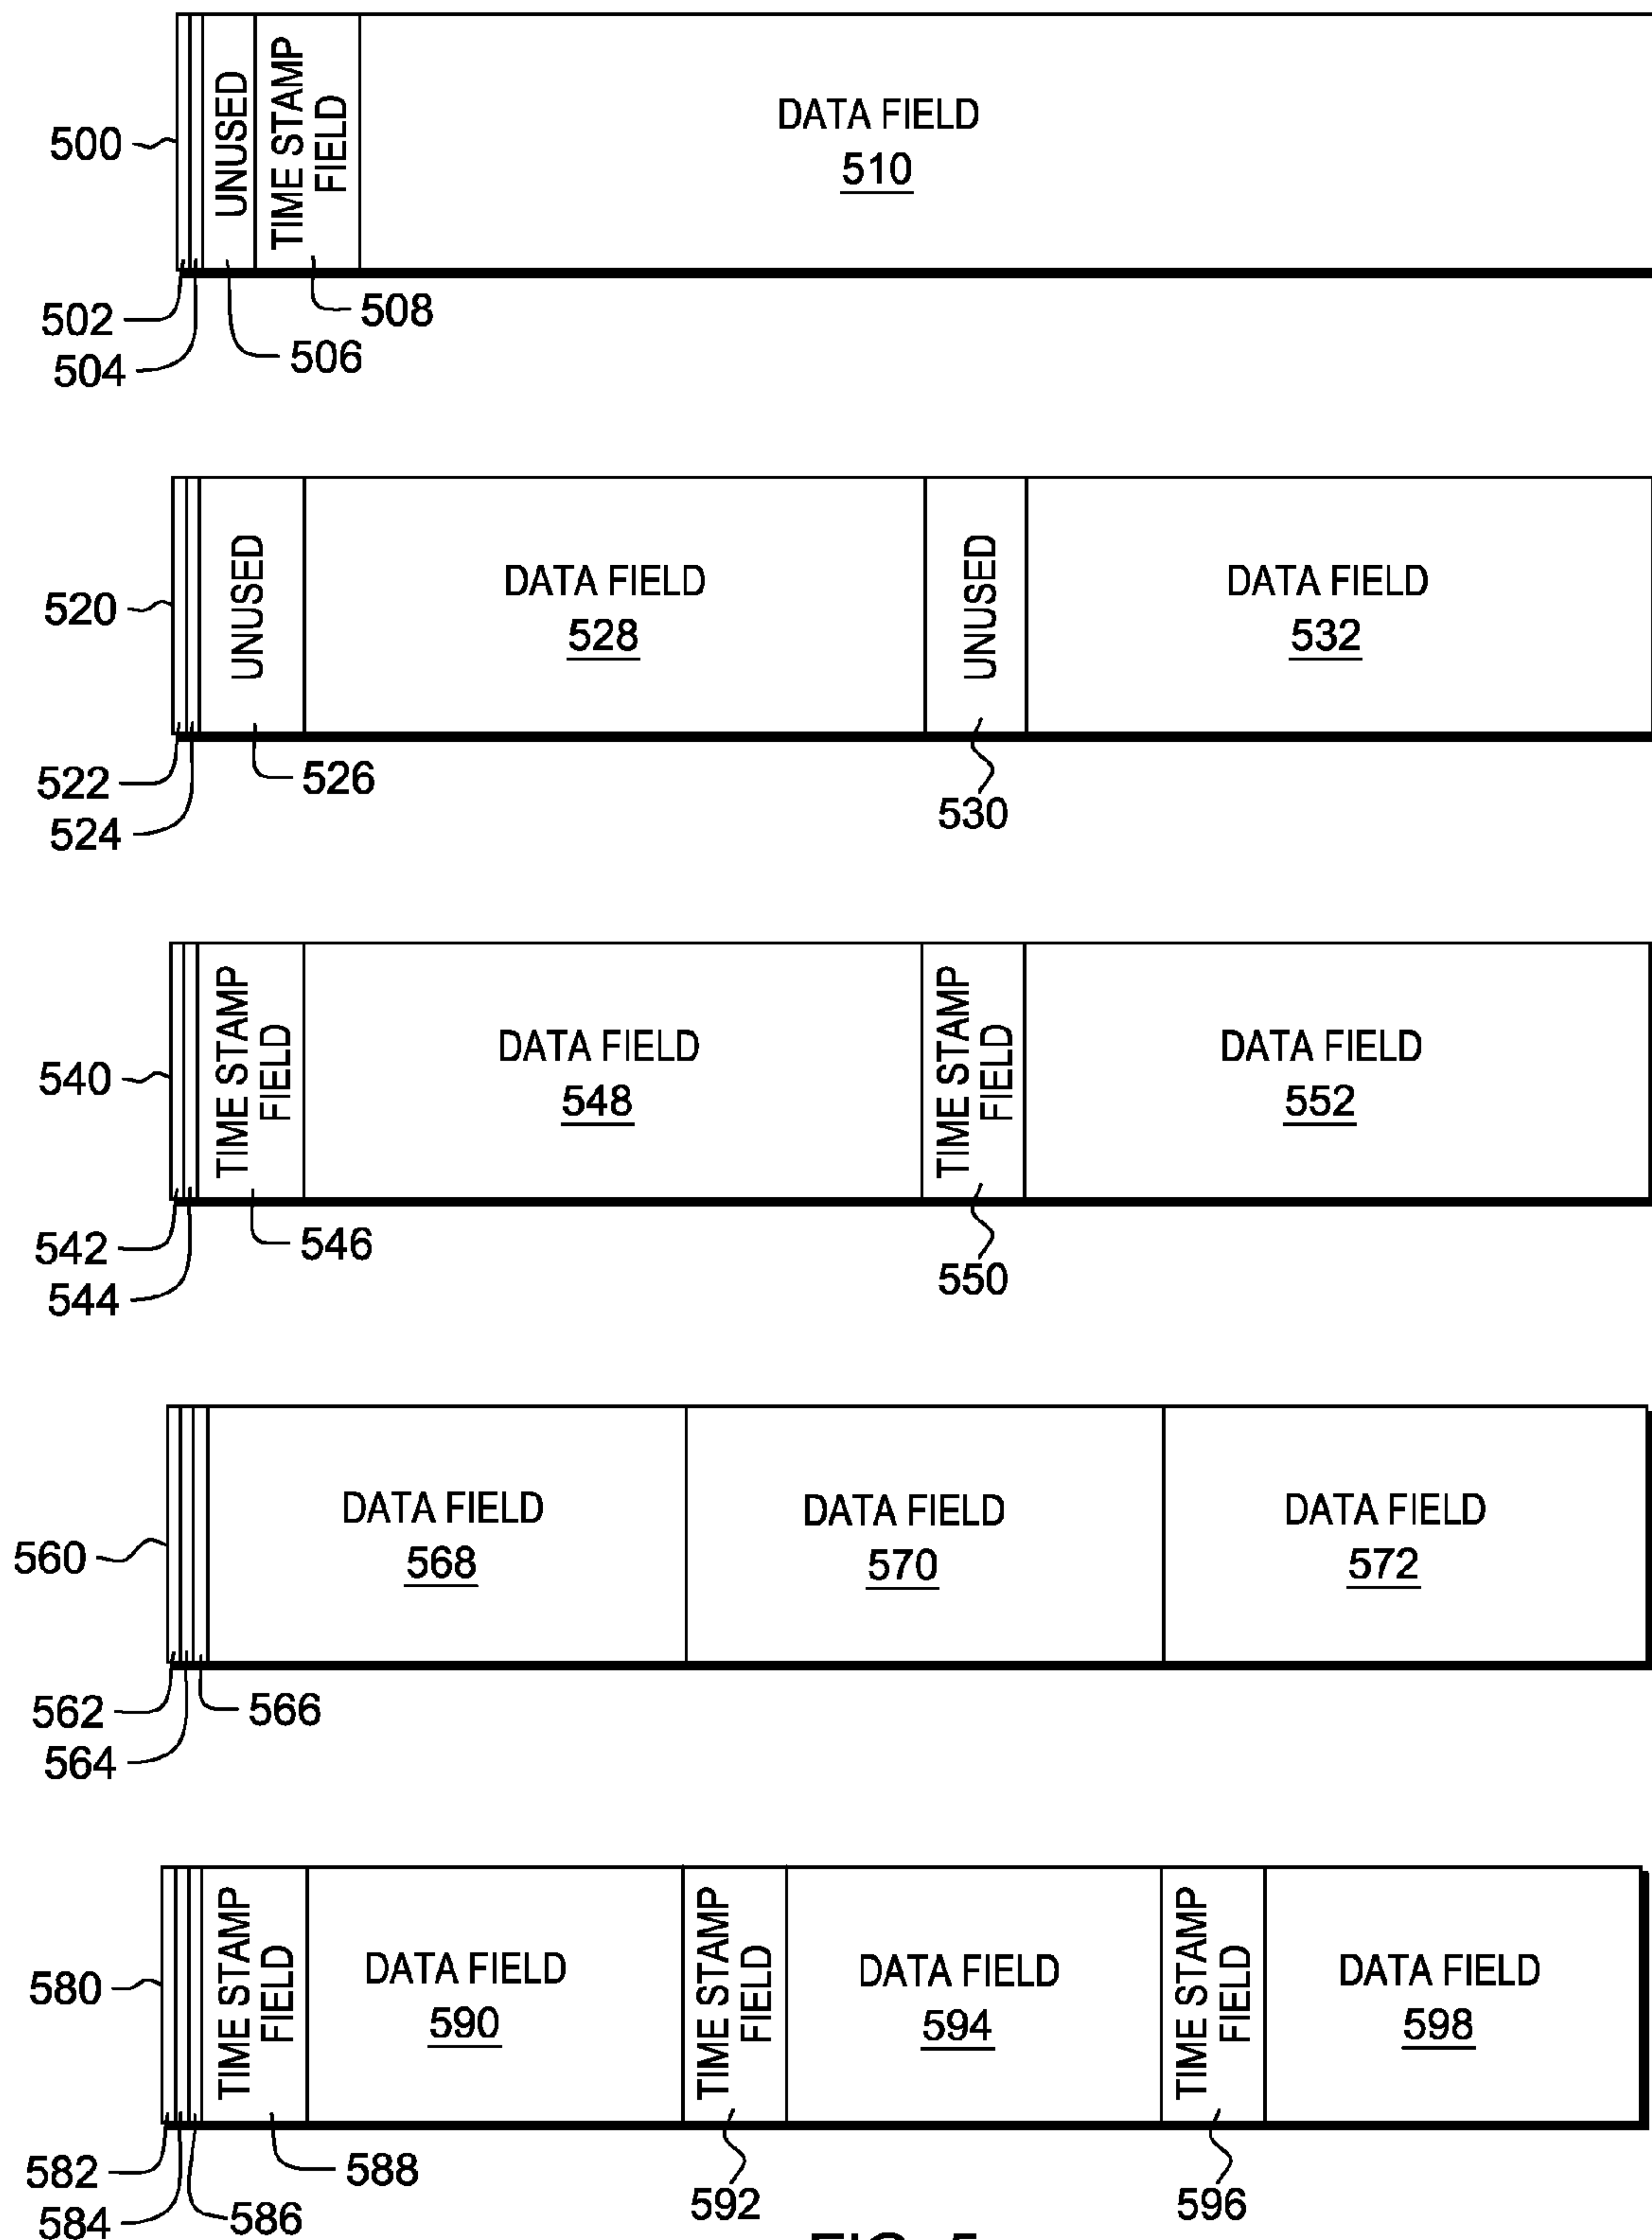 500
UNUSED
TIME STAMP
FIELD
DATA FIELD
510
502
504
506
508
520
UNUSED
DATA FIELD
528
UNUSED
DATA FIELD
532
522
524
526
530
540
TIME STAMP
FIELD
DATA FIELD
548
TIME STAMP
FIELD
DATA FIELD
552
542
544
546
550
560
DATA FIELD
568
DATA FIELD
570
DATA FIELD
572
562
564
566
580
TIME STAMP
FIELD
DATA FIELD
590
TIME STAMP
FIELD
DATA FIELD
594
TIME STAMP
FIELD
DATA FIELD
598
582
584
586
588
592
596